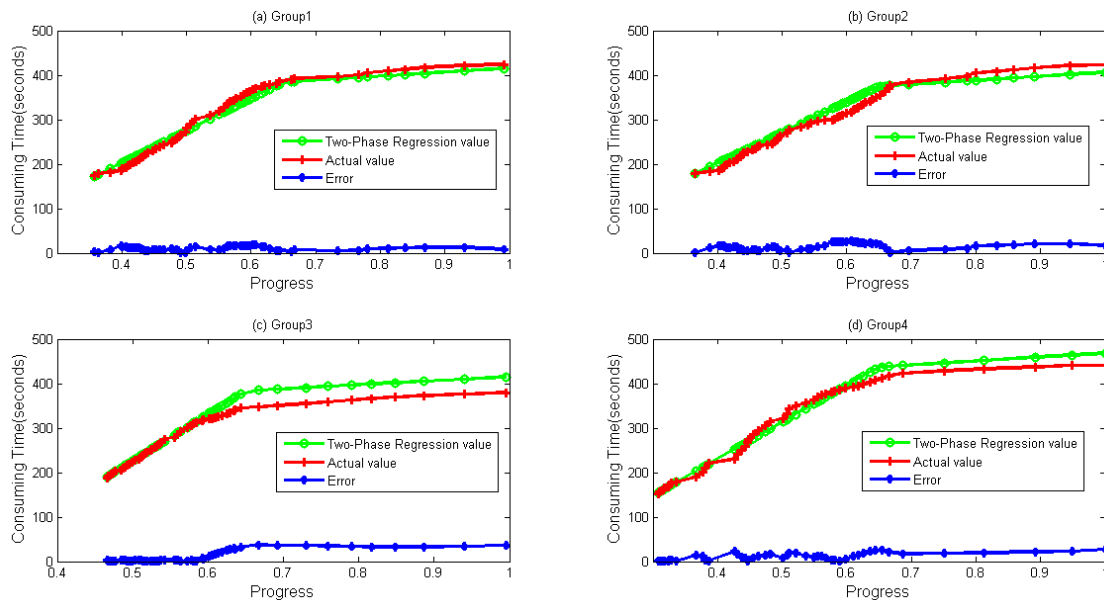 (a) Group1
500
400
300
200
100
0
Consuming Time(seconds)
Two-Phase Regression value
Actual value
Error
0.4 0.5 0.6 0.7 0.8 0.9 1
Progress
(b) Group2
500
400
300
200
100
0
Consuming Time(seconds)
Two-Phase Regression value
Actual value
Error
0.4 0.5 0.6 0.7 0.8 0.9 1
Progress
(c) Group3
500
400
300
200
100
0
Consuming Time(seconds)
Two-Phase Regression value
Actual value
Error
0.4 0.5 0.6 0.7 0.8 0.9 1
Progress
(d) Group4
500
400
300
200
100
0
Consuming Time(seconds)
Two-Phase Regression value
Actual value
Error
0.4 0.5 0.6 0.7 0.8 0.9 1
Progress